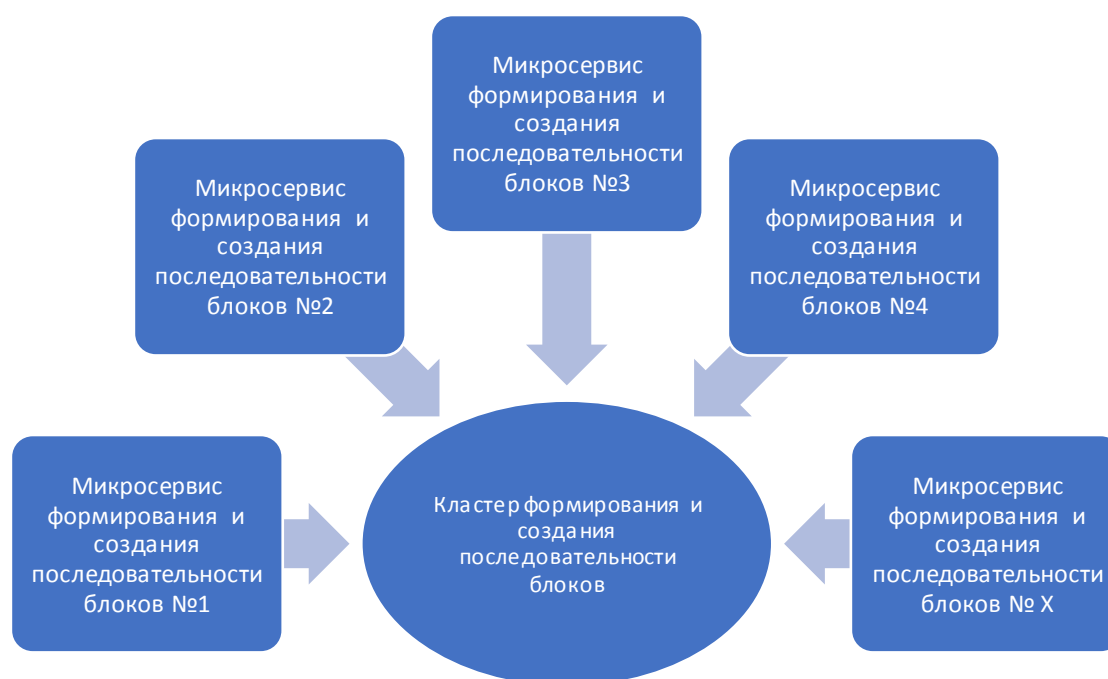 Микросервис
формирования и
создания
последовательности
блоков №1
Микросервис
формирования и
создания
последовательности
блоков №2
Микросервис
формирования и
создания
последовательности
блоков №3
Микросервис
формирования и
создания
последовательности
блоков №4
Микросервис
формирования и
создания
последовательности
блоков № X
Кластер формирования и
создания
последовательности
блоков